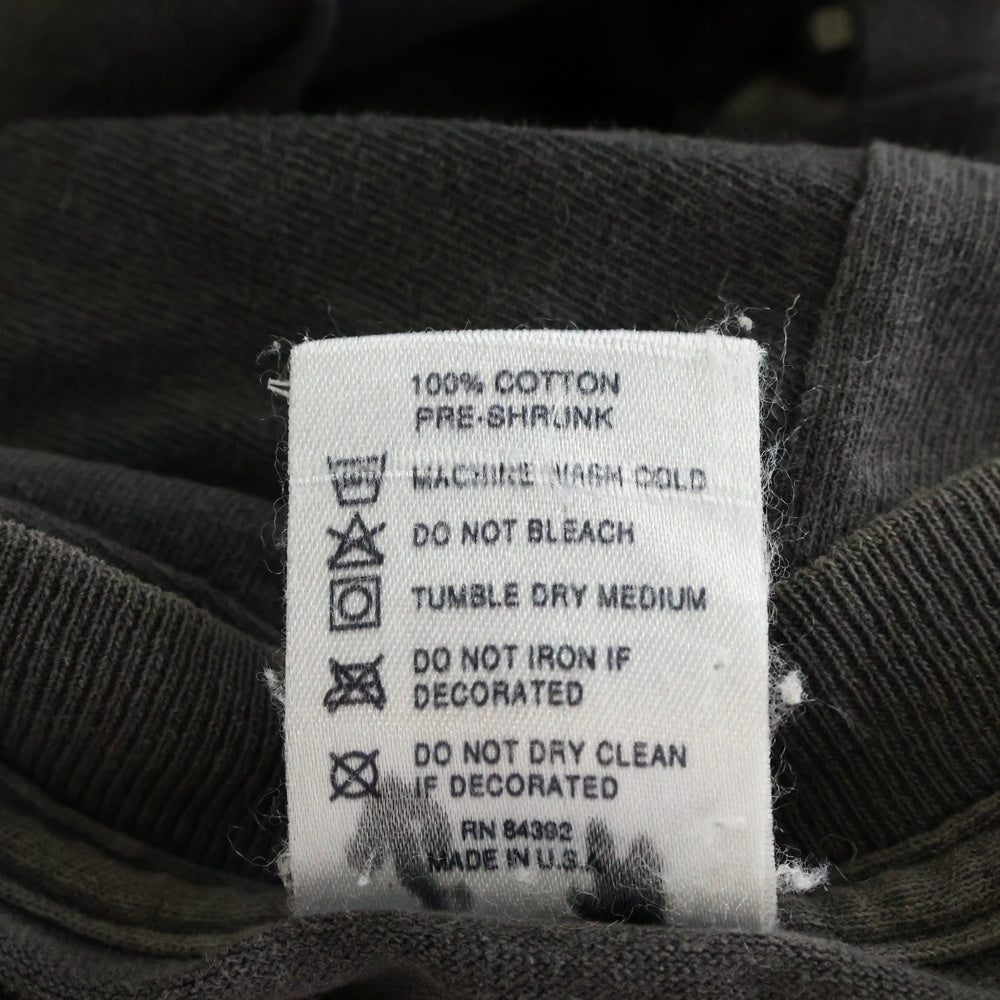 100% COTTON
PRE-SHRUNK
MACHINE WASH COLD
DO NOT BLEACH
TUMBLE DRY MEDIUM
DO NOT IRON IF
DECORATED
DO NOT DRY CLEAN
IF DECORATED
RN 84392
MADE IN U.S.A